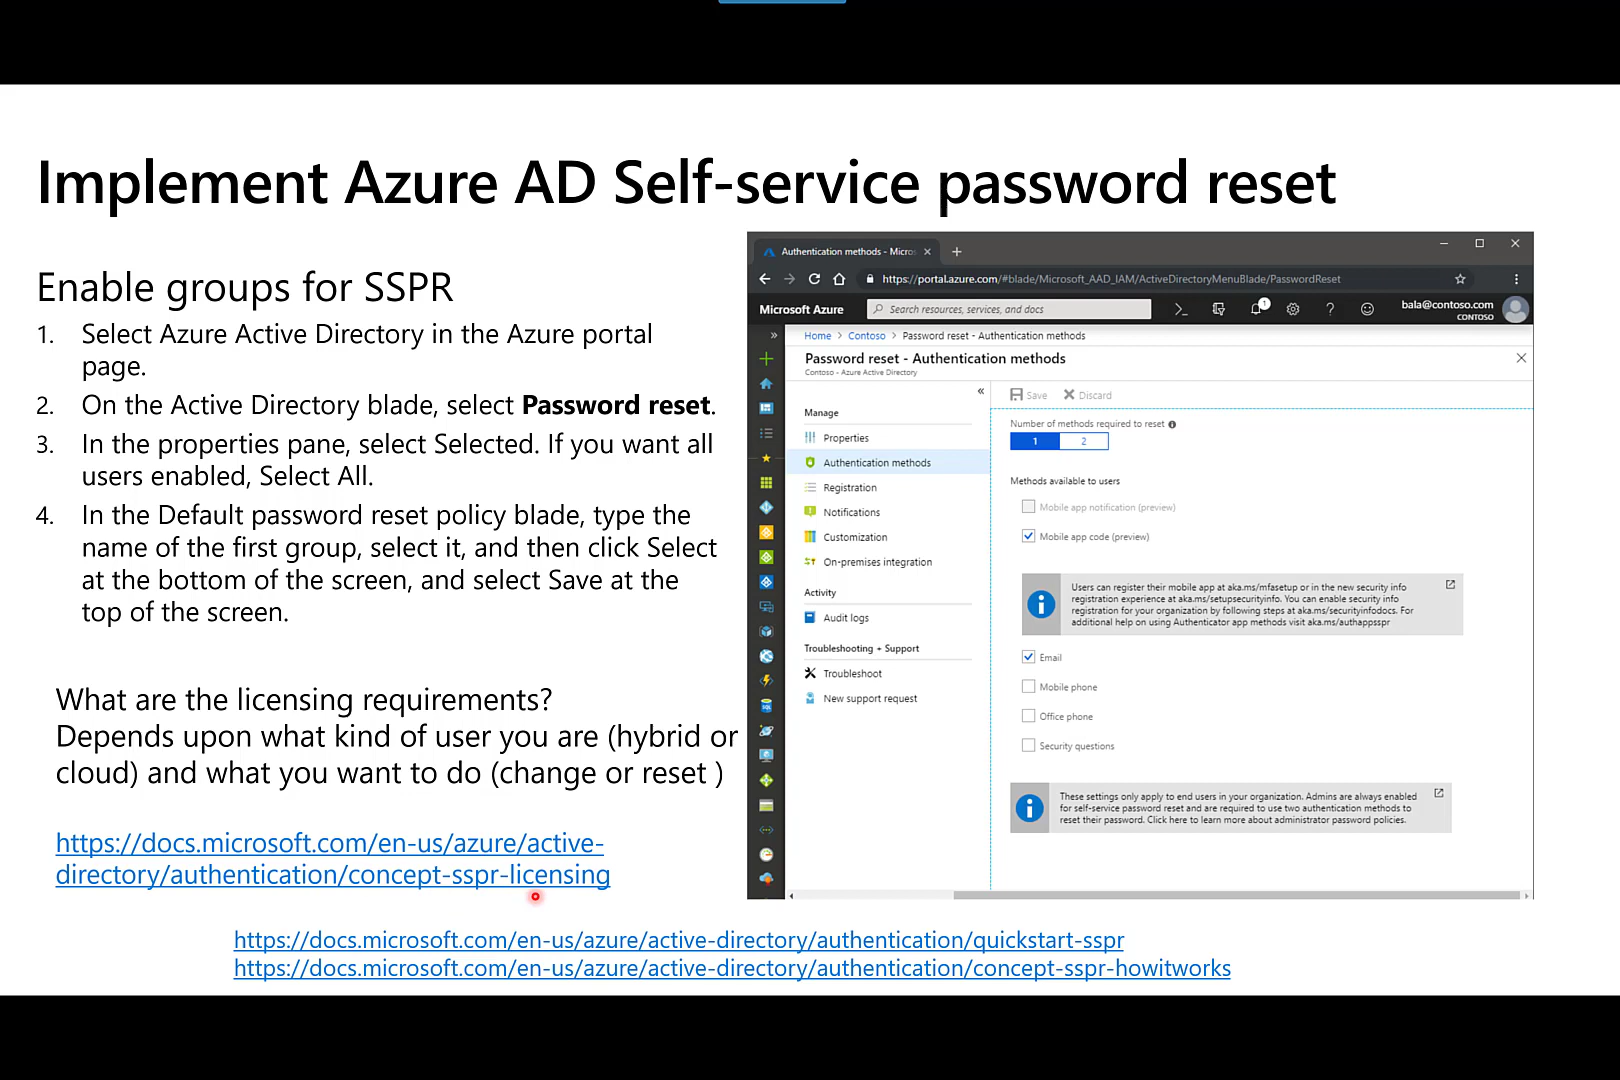 Implement Azure AD Self-service password reset
Enable groups for SSPR
1. Select Azure Active Directory in the Azure portal
page.
2. On the Active Directory blade, select Password reset.
3. In the properties pane, select Selected. If you want all
users enabled, Select All.
4. In the Default password reset policy blade, type the
name of the first group, select it, and then click Select
at the bottom of the screen, and select Save at the
top of the screen.
What are the licensing requirements?
Depends upon what kind of user you are (hybrid or
cloud) and what you want to do (change or reset )
https://docs.microsoft.com/en-us/azure/active-
directory/authentication/concept-sspr-licensing
Authentication methods - Micros
https://portal.azure.com/#blade/Microsoft_AAD_IAM/ActiveDirectoryMenuBlade/PasswordReset
Microsoft Azure
Search resources, services, and docs
1
bala@contoso.com
CONTOSO
Home > Contoso > Password reset - Authentication methods
Password reset - Authentication methods
Contoso - Azure Active Directory
Manage
Properties
Authentication methods
Registration
Notifications
Customization
On-premises integration
Activity
Audit logs
Troubleshooting + Support
Troubleshoot
New support request
Save Discard
Number of methods required to reset
1 2
Methods available to users
Mobile app notification (preview)
Mobile app code (preview)
Users can register their mobile app at aka.ms/mfasetup or in the new security info
registration experience at aka.ms/setupsecurityinfo. You can enable security info
registration for your organization by following steps at aka.ms/securityinfodocs. For
additional help on using Authenticator app methods visit aka.ms/authappsspr
Email
Mobile phone
Office phone
Security questions
These settings only apply to end users in your organization. Admins are always enabled
for self-service password reset and are required to use two authentication methods to
reset their password. Click here to learn more about administrator password policies.
https://docs.microsoft.com/en-us/azure/active-directory/authentication/quickstart-sspr
https://docs.microsoft.com/en-us/azure/active-directory/authentication/concept-sspr-howitworks